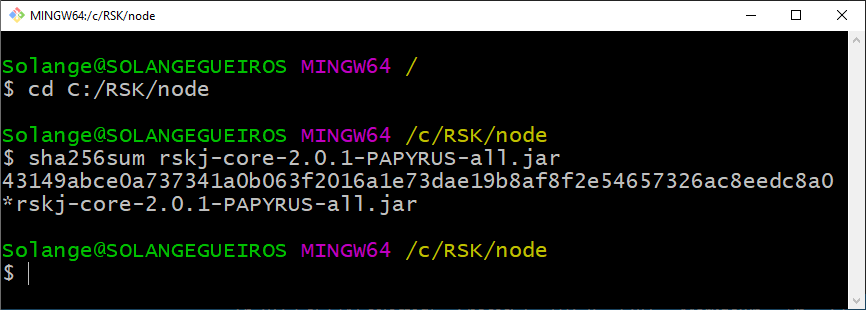 MINGW64:/c/RSK/node
Solange@SOLANGEGUEIROS MINGW64 /
$ cd C:/RSK/node
Solange@SOLANGEGUEIROS MINGW64 /c/RSK/node
$ sha256sum rskj-core-2.0.1-PAPYRUS-all.jar
43149abce0a737341a0b063f2016a1e73dae19b8af8f2e54657326ac8eedc8a0
*rskj-core-2.0.1-PAPYRUS-all.jar
Solange@SOLANGEGUEIROS MINGW64 /c/RSK/node
$